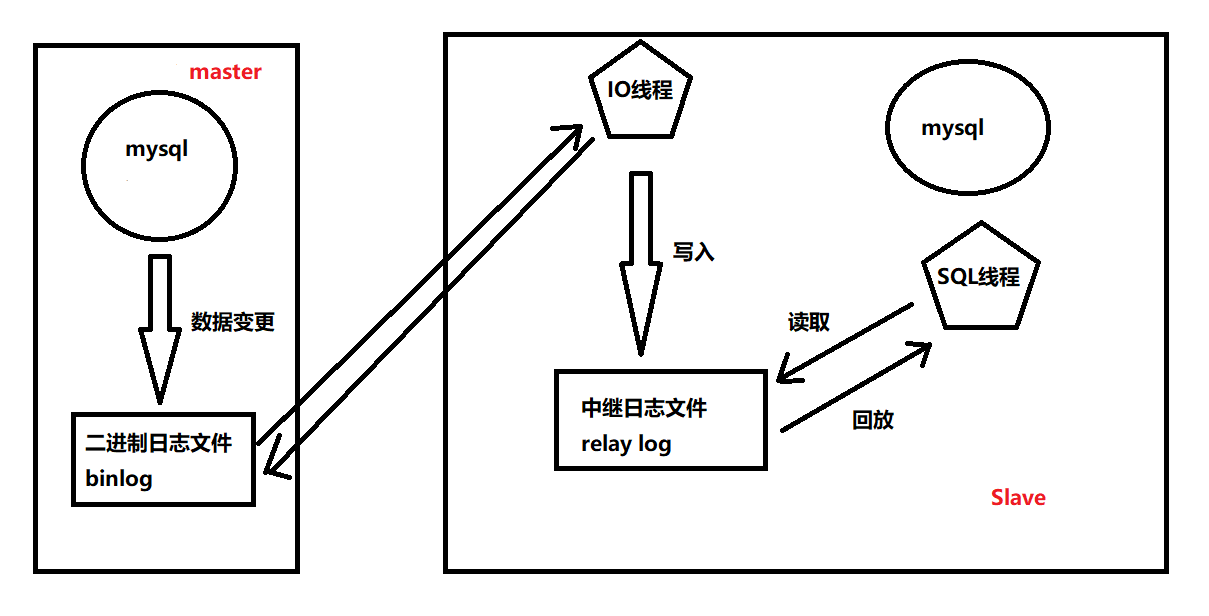 master
mysql
数据变更
二进制日志文件
binlog
IO线程
写入
中继日志文件
relay log
mysql
SQL线程
读取
回放
Slave